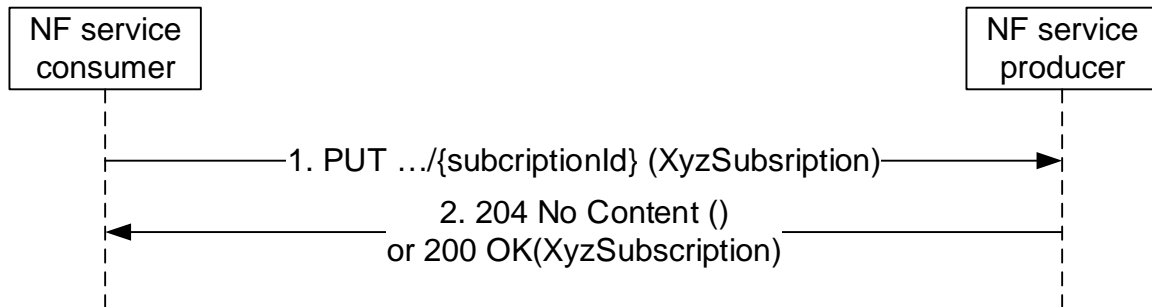 NF service
consumer
NF service
producer
1. PUT …/{subcriptionId} (XyzSubsription)
2. 204 No Content ()
or 200 OK(XyzSubscription)